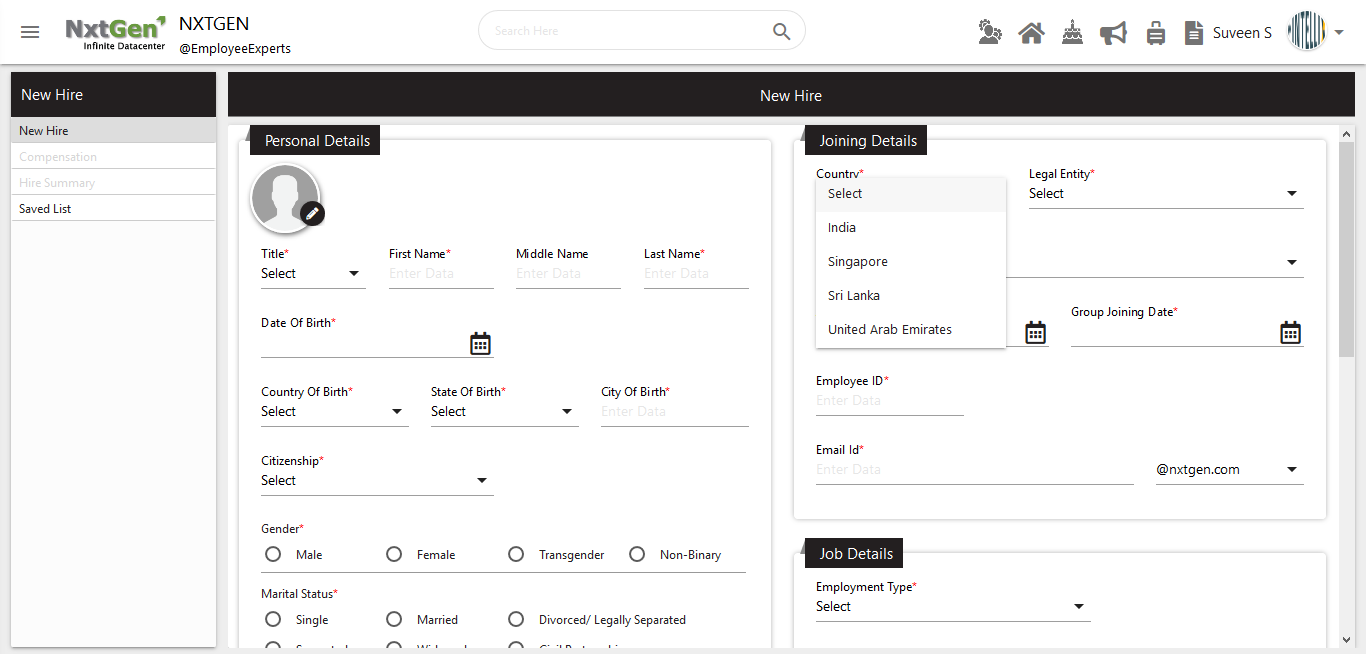 NxtGen
Infinite Datacenter
NXTGEN
@EmployeeExperts
Search Here
Suveen S
New Hire
New Hire
Compensation
Hire Summary
Saved List
New Hire
Personal Details
Title*
Select
First Name*
Enter Data
Middle Name
Enter Data
Last Name*
Enter Data
Date Of Birth*
Country Of Birth*
Select
State Of Birth*
Select
City Of Birth*
Enter Data
Citizenship*
Select
Gender*
Male
Female
Transgender
Non-Binary
Marital Status*
Single
Married
Divorced/ Legally Separated
Joining Details
Country*
Select
India
Singapore
Sri Lanka
United Arab Emirates
Legal Entity*
Select
Group Joining Date*
Employee ID*
Enter Data
Email Id*
Enter Data
@nxtgen.com
Job Details
Employment Type*
Select